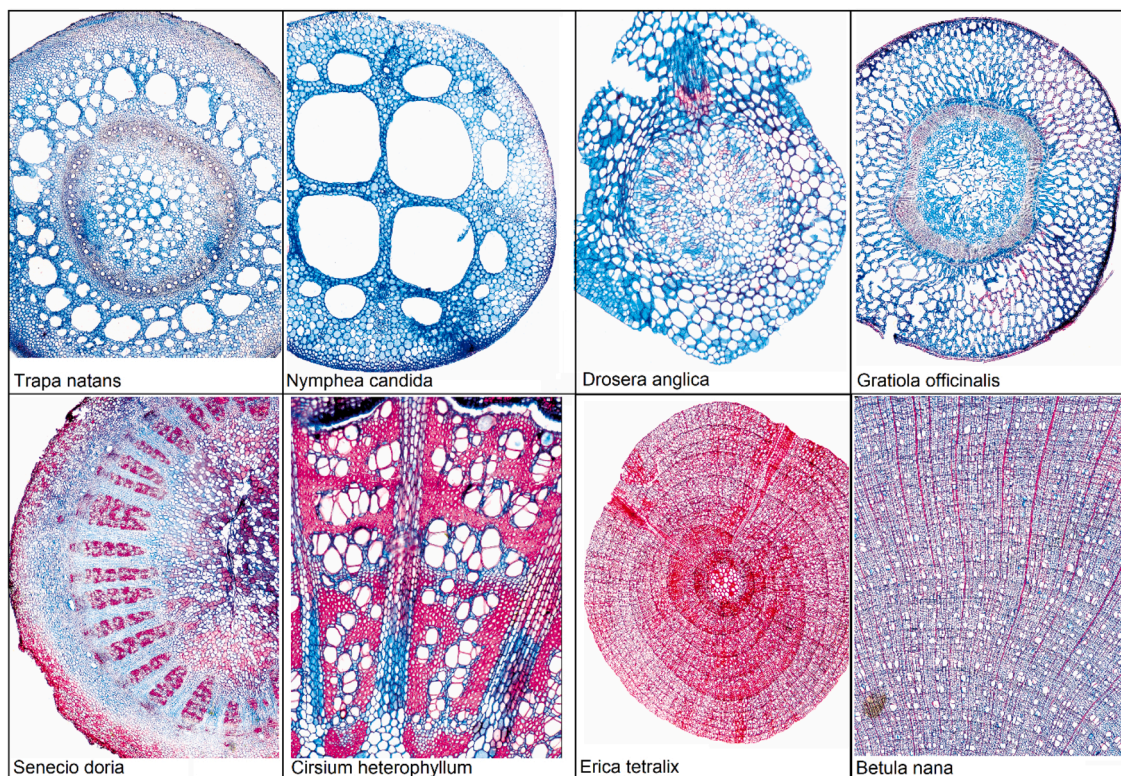 Trapa natans
Nymphea candida
Drosera anglica
Gratiola officinalis
Senecio doria
Cirsium heterophyllum
Erica tetralix
Betula nana